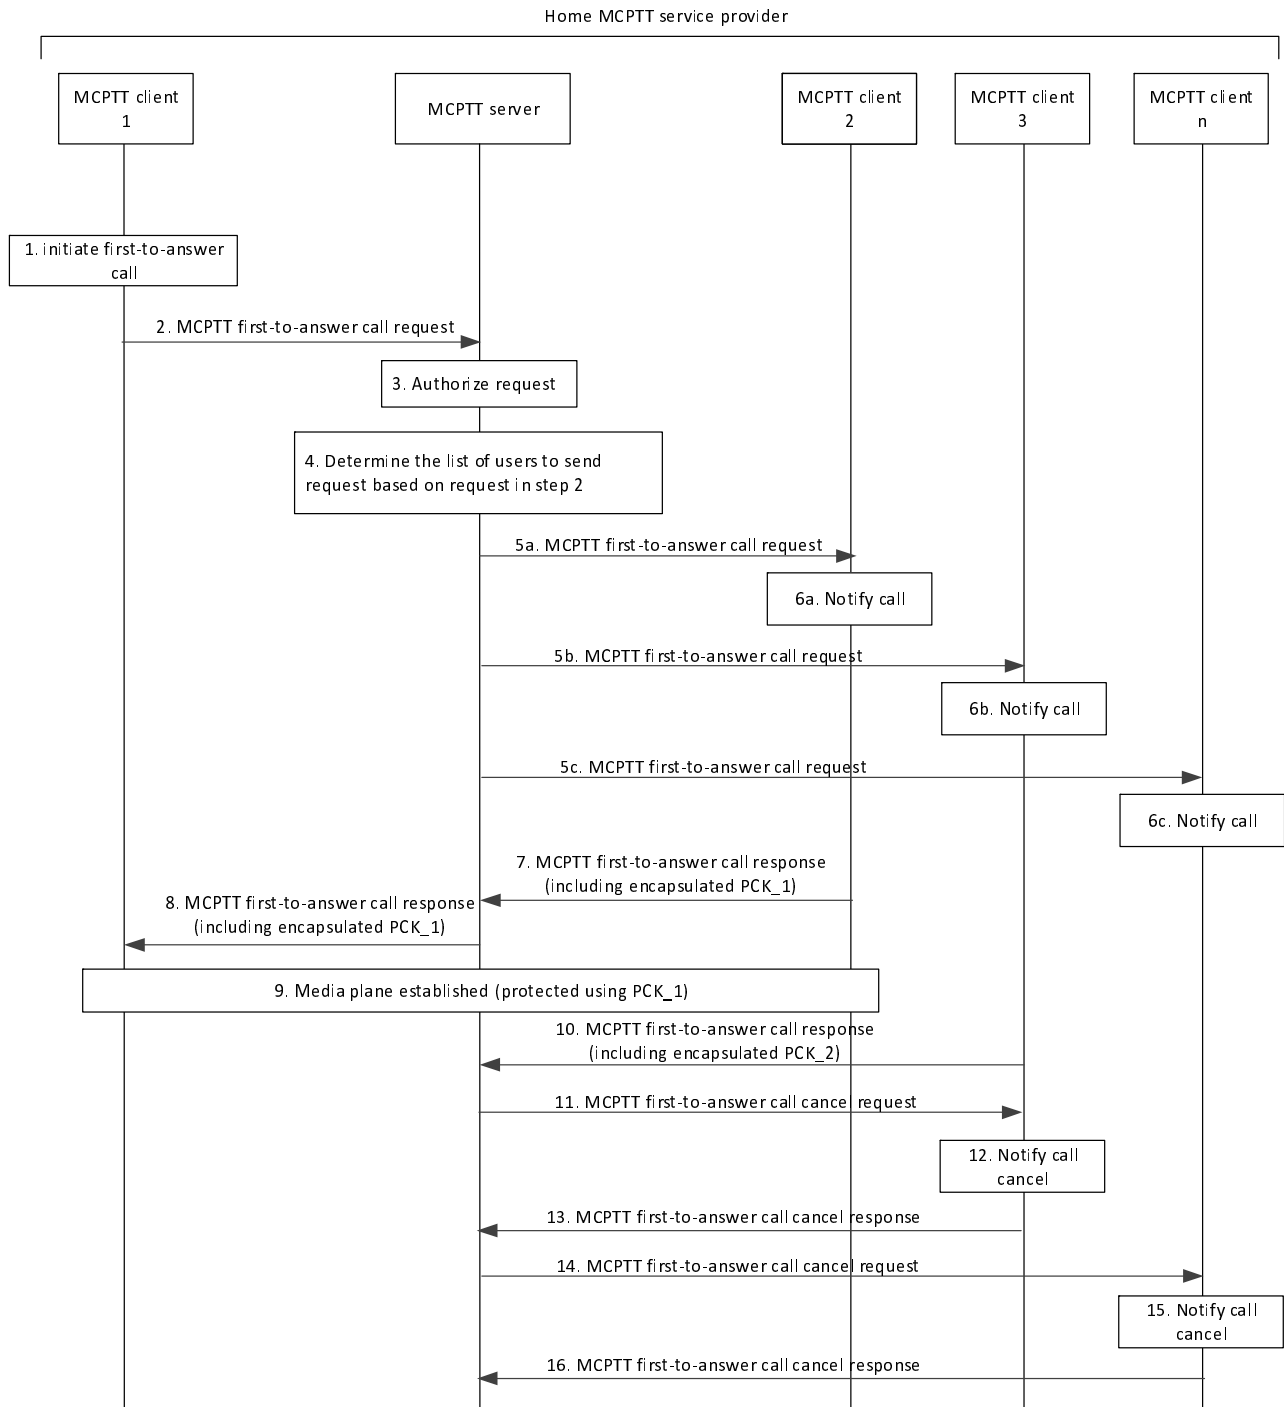 Home MCPTT service provider
MCPTT client
1
MCPTT server
MCPTT client
2
MCPTT client
3
MCPTT client
n
1. initiate first-to-answer
call
2. MCPTT first-to-answer call request
3. Authorize request
4. Determine the list of users to send
request based on request in step 2
5a. MCPTT first-to-answer call request
6a. Notify call
5b. MCPTT first-to-answer call request
6b. Notify call
5c. MCPTT first-to-answer call request
6c. Notify call
7. MCPTT first-to-answer call response
(including encapsulated PCK_1)
8. MCPTT first-to-answer call response
(including encapsulated PCK_1)
9. Media plane established (protected using PCK_1)
10. MCPTT first-to-answer call response
(including encapsulated PCK_2)
11. MCPTT first-to-answer call cancel request
12. Notify call
cancel
13. MCPTT first-to-answer call cancel response
14. MCPTT first-to-answer call cancel request
15. Notify call
cancel
16. MCPTT first-to-answer call cancel response